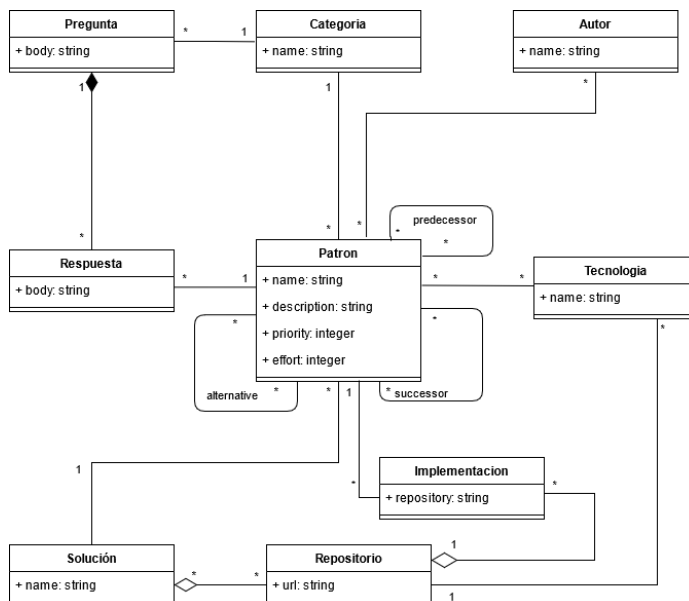 Pregunta
+ body: string
* 1
Categoria
+ name: string
Autor
+ name: string
1
1
*
*
*
*
predecessor
*
*
Respuesta
+ body: string
* 1
Patron
+ name: string
+ description: string
+ priority: integer
+ effort: integer
* *
Tecnologia
+ name: string
*
*
*
alternative
*
*
1
*
successor
1
*
Implementacion
+ repository: string
*
1
Solución
+ name: string
* *
Repositorio
+ url: string
1